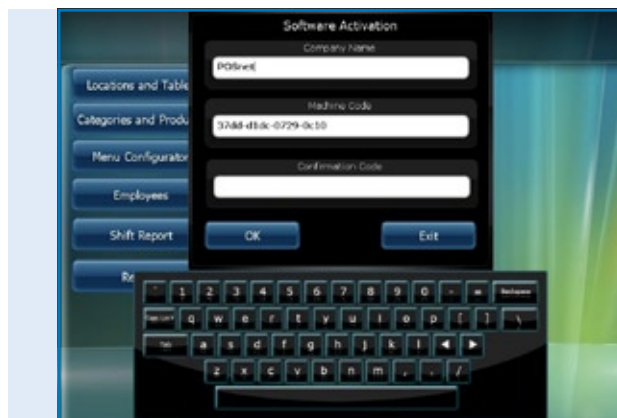 Software Activation
Company Name
POSnet
Machine Code
37dd-d1dc-0729-0c10
Confirmation Code
OK
Exit
Locations and Table
Categories and Produ
Menu Configurator
Employees
Shift Report
Re
1 2 3 4 5 6 7 8 9 0 - = Backspace
Caps Lock q w e r t y u i o p [ ] \
Tab a s d f g h j k l
z x c v b n m , . /